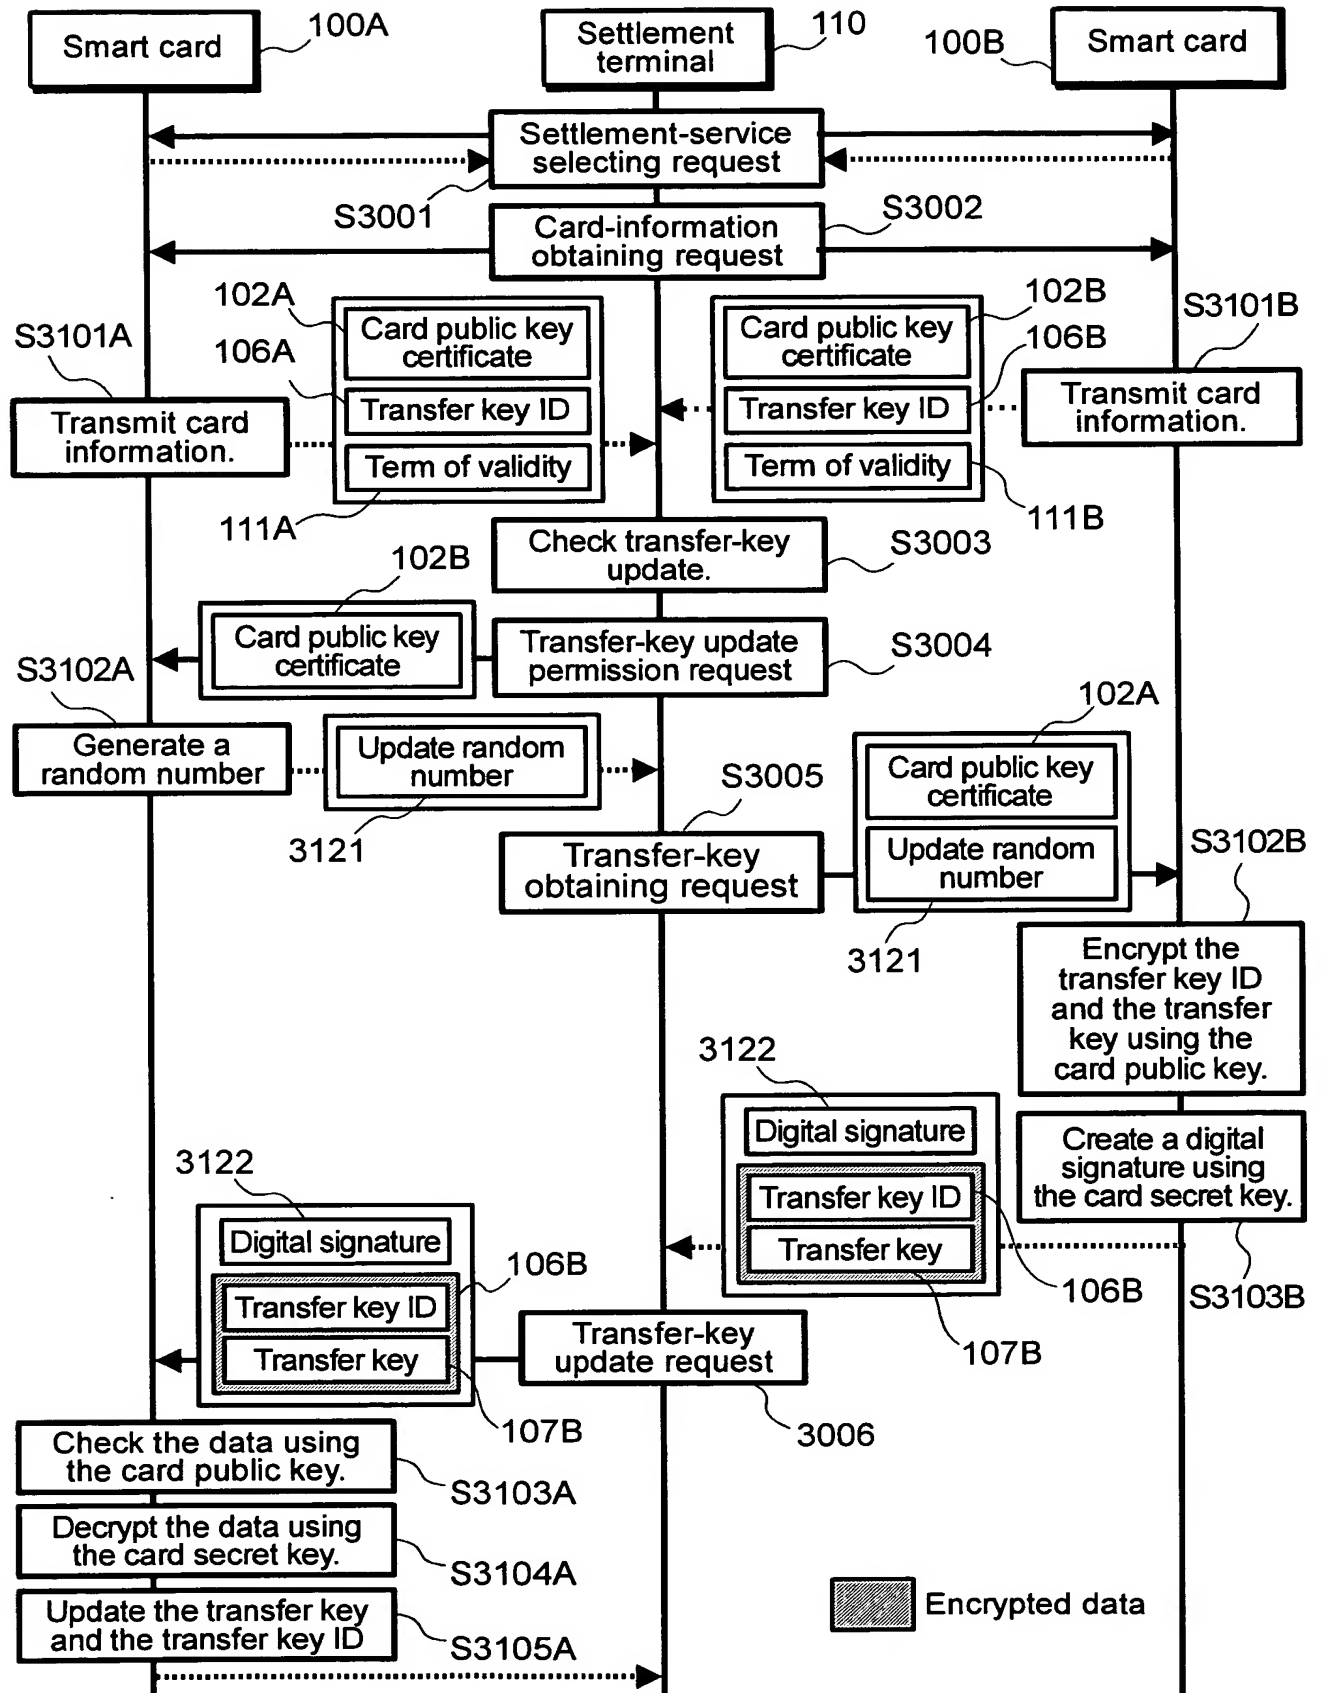 Smart card
100A
Settlement
terminal
110
100B
Smart card
Settlement-service
selecting request
S3001
Card-information
obtaining request
S3002
102A
Card public key
certificate
106A
Transfer key ID
Term of validity
111A
102B
Card public key
certificate
106B
Transfer key ID
Term of validity
111B
S3101A
Transmit card
information.
S3101B
Transmit card
information.
Check transfer-key
update.
S3003
102B
Card public key
certificate
Transfer-key update
permission request
S3004
S3102A
Generate a
random number
Update random
number
3121
102A
Card public key
certificate
Update random
number
3121
S3005
Transfer-key
obtaining request
S3102B
Encrypt the
transfer key ID
and the transfer
key using the
card public key.
3122
Digital signature
Transfer key ID
Transfer key
106B
107B
Create a digital
signature using
the card secret key.
S3103B
3122
Digital signature
106B
Transfer key ID
Transfer key
107B
Transfer-key
update request
3006
Check the data using
the card public key.
S3103A
Decrypt the data using
the card secret key.
S3104A
Update the transfer key
and the transfer key ID
S3105A
Encrypted data